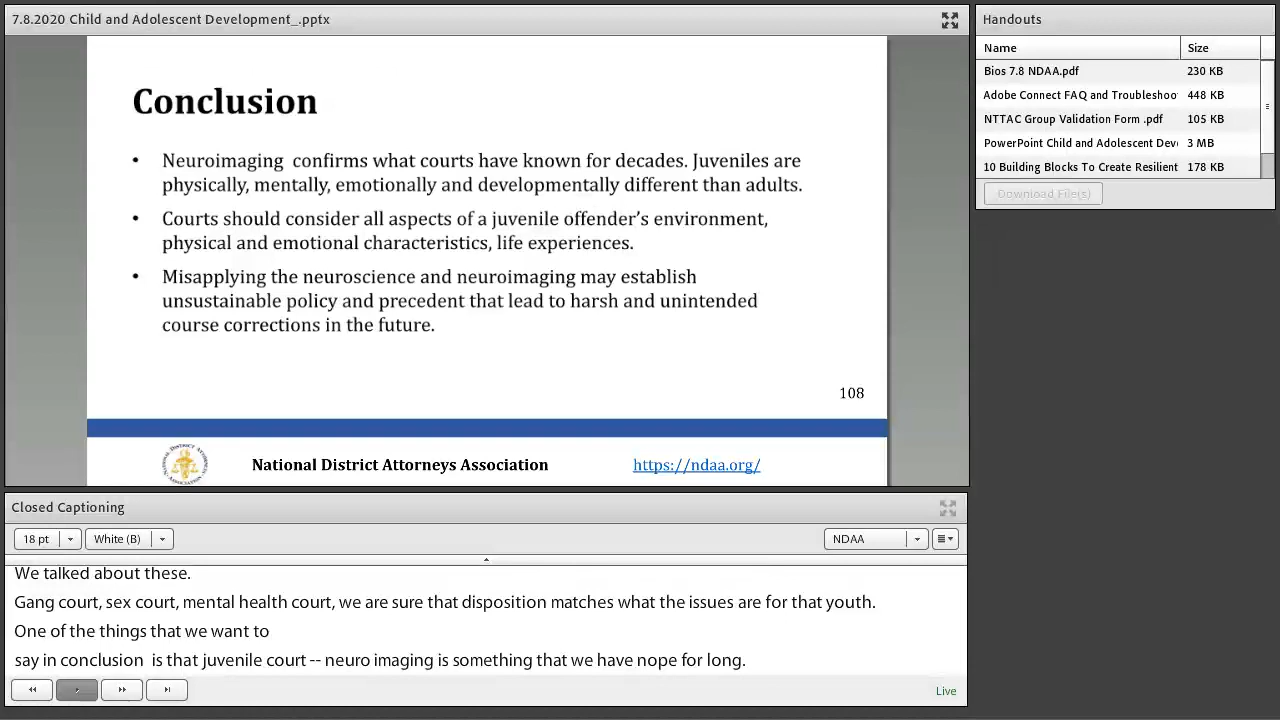 7.8.2020 Child and Adolescent Development_.pptx
Conclusion
• Neuroimaging confirms what courts have known for decades. Juveniles are
physically, mentally, emotionally and developmentally different than adults.
• Courts should consider all aspects of a juvenile offender's environment,
physical and emotional characteristics, life experiences.
• Misapplying the neuroscience and neuroimaging may establish
unsustainable policy and precedent that lead to harsh and unintended
course corrections in the future.
108
NATIONAL DISTRICT ATTORNEYS ASSOCIATION
National District Attorneys Association https://ndaa.org/
Handouts
Name Size
Bios 7.8 NDAA.pdf 230 KB
Adobe Connect FAQ and Troubleshoo 448 KB
NTTAC Group Validation Form .pdf 105 KB
PowerPoint Child and Adolescent Dev 3 MB
10 Building Blocks To Create Resilient 178 KB
Download File(s)
Closed Captioning
18 pt White (B) NDAA
We talked about these.
Gang court, sex court, mental health court, we are sure that disposition matches what the issues are for that youth.
One of the things that we want to
say in conclusion is that juvenile court -- neuro imaging is something that we have nope for long.
Live